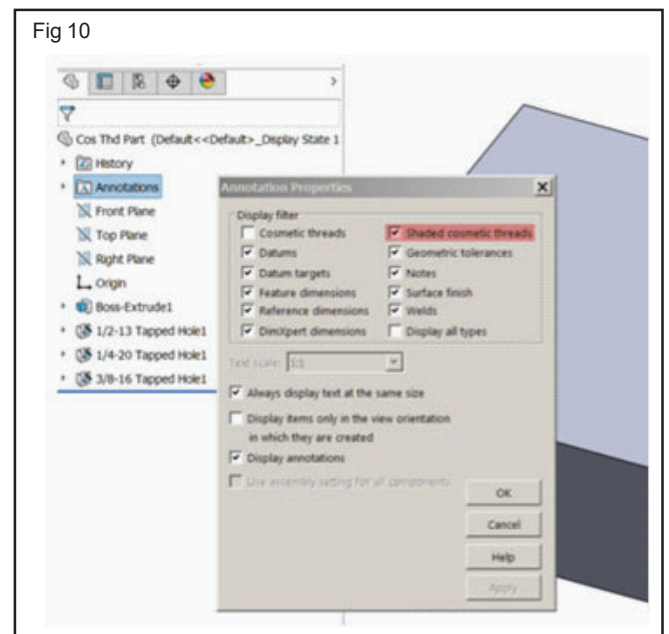 Fig 10
Cos Thd Part (Default<<Default>_Display State 1
History
Annotations
Front Plane
Top Plane
Right Plane
Origin
Boss-Extrude1
1/2-13 Tapped Hole1
1/4-20 Tapped Hole1
3/8-16 Tapped Hole1
Annotation Properties
Display filter
Cosmetic threads
Shaded cosmetic threads
Datums
Geometric tolerances
Datum targets
Notes
Feature dimensions
Surface finish
Reference dimensions
Welds
DimXpert dimensions
Display all types
Text scale: 1:1
Always display text at the same size
Display items only in the view orientation
in which they are created
Display annotations
Use assembly setting for all components
OK
Cancel
Help
Apply